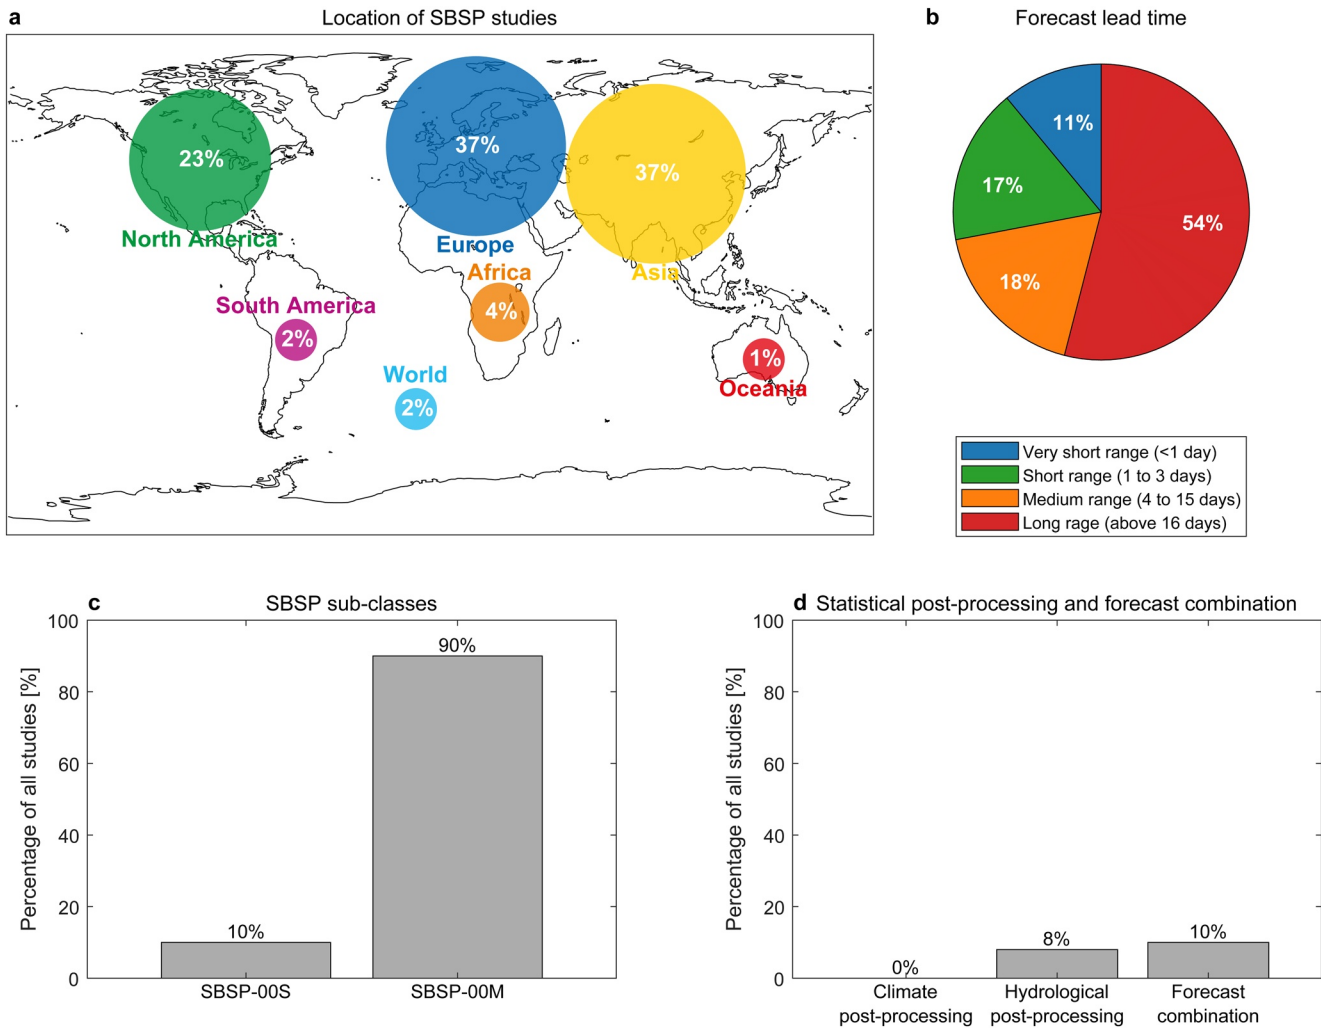 a
Location of SBSP studies
23%
North America
37%
Europe
37%
Asia
Africa
4%
South America
2%
World
2%
1%
Oceania
b
Forecast lead time
11%
17%
18%
54%
Very short range (<1 day)
Short range (1 to 3 days)
Medium range (4 to 15 days)
Long rage (above 16 days)
c
SBSP sub-classes
Percentage of all studies [%]
100
80
60
40
20
0
10%
90%
SBSP-00S
SBSP-00M
d
Statistical post-processing and forecast combination
Percentage of all studies [%]
100
80
60
40
20
0
0%
8%
10%
Climate
post-processing
Hydrological
post-processing
Forecast
combination